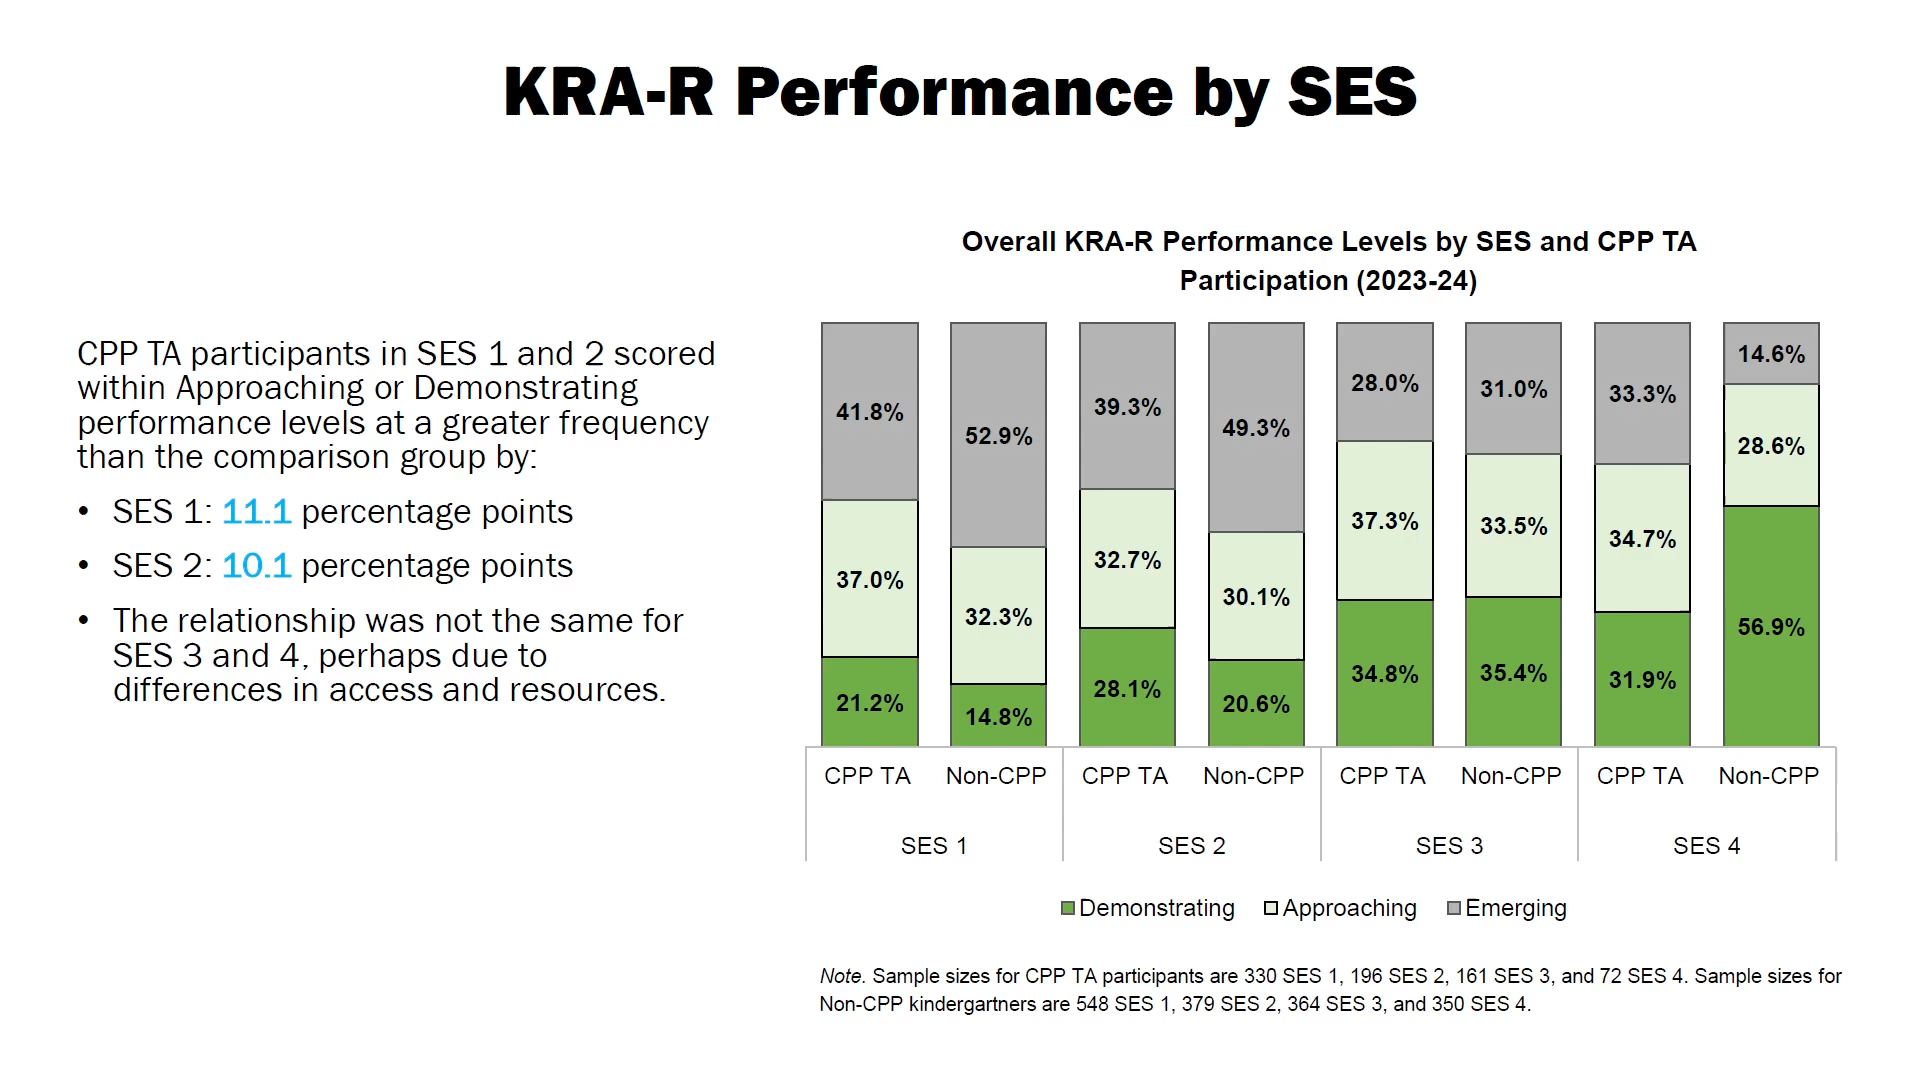 KRA-R Performance by SES
CPP TA participants in SES 1 and 2 scored
within Approaching or Demonstrating
performance levels at a greater frequency
than the comparison group by:
• SES 1: 11.1 percentage points
• SES 2: 10.1 percentage points
• The relationship was not the same for
SES 3 and 4, perhaps due to
differences in access and resources.
Overall KRA-R Performance Levels by SES and CPP TA
Participation (2023-24)
41.8%
37.0%
21.2%
52.9%
32.3%
14.8%
39.3%
32.7%
28.1%
49.3%
30.1%
20.6%
28.0%
37.3%
34.8%
31.0%
33.5%
35.4%
33.3%
34.7%
31.9%
14.6%
28.6%
56.9%
CPP TA Non-CPP CPP TA Non-CPP CPP TA Non-CPP CPP TA Non-CPP
SES 1 SES 2 SES 3 SES 4
Demonstrating Approaching Emerging
Note. Sample sizes for CPP TA participants are 330 SES 1, 196 SES 2, 161 SES 3, and 72 SES 4. Sample sizes for
Non-CPP kindergartners are 548 SES 1, 379 SES 2, 364 SES 3, and 350 SES 4.